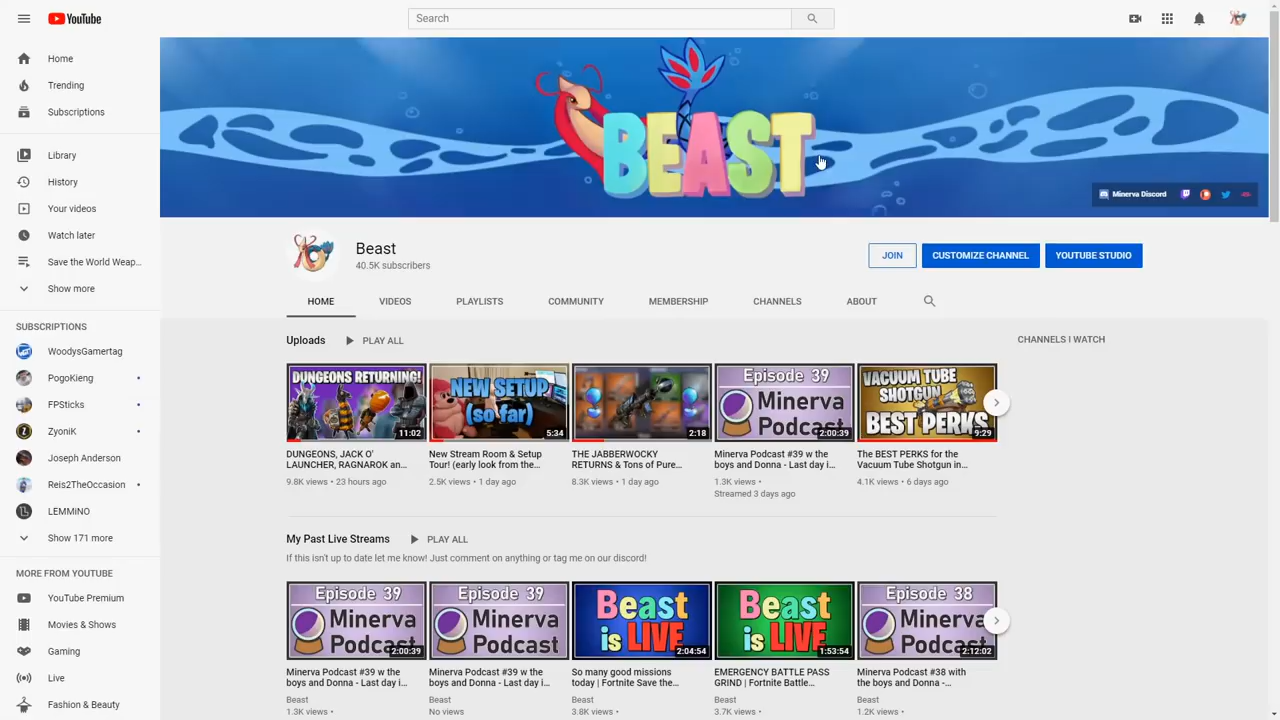 YouTube
Search
Home
Trending
Subscriptions
Library
History
Your videos
Watch later
Save the World Weap...
Show more
SUBSCRIPTIONS
WoodysGamertag
PogoKieng
FPSticks
ZyoniK
Joseph Anderson
Reis2TheOccasion
LEMMiNO
Show 171 more
MORE FROM YOUTUBE
YouTube Premium
Movies & Shows
Gaming
Live
Fashion & Beauty
BEAST
Minerva Discord
Beast
40.5K subscribers
JOIN
CUSTOMIZE CHANNEL
YOUTUBE STUDIO
HOME
VIDEOS
PLAYLISTS
COMMUNITY
MEMBERSHIP
CHANNELS
ABOUT
Uploads
PLAY ALL
CHANNELS I WATCH
DUNGEONS RETURNING!
11:02
DUNGEONS, JACK O'
LAUNCHER, RAGNAROK an...
9.8K views • 23 hours ago
NEW SETUP
(so far)
5:34
New Stream Room & Setup
Tour! (early look from the...
2.5K views • 1 day ago
2:18
THE JABBERWOCKY
RETURNS & Tons of Pure...
8.3K views • 1 day ago
Episode 39
Minerva
Podcast
2:00:39
Minerva Podcast #39 w the
boys and Donna - Last day i...
1.3K views •
Streamed 3 days ago
VACUUM TUBE
SHOTGUN
BEST PERKS
9:29
The BEST PERKS for the
Vacuum Tube Shotgun in...
4.1K views • 6 days ago
My Past Live Streams
PLAY ALL
If this isn't up to date let me know! Just comment on anything or tag me on our discord!
Episode 39
Minerva
Podcast
2:00:39
Minerva Podcast #39 w the
boys and Donna - Last day i...
Beast
1.3K views •
Episode 39
Minerva
Podcast
Minerva Podcast #39 w the
boys and Donna - Last day i...
Beast
No views
Beast
is LIVE
2:04:54
So many good missions
today | Fortnite Save the...
Beast
3.8K views •
Beast
is LIVE
1:53:54
EMERGENCY BATTLE PASS
GRIND | Fortnite Battle...
Beast
3.7K views •
Episode 38
Minerva
Podcast
2:12:02
Minerva Podcast #38 with
the boys and Donna -...
Beast
1.2K views •